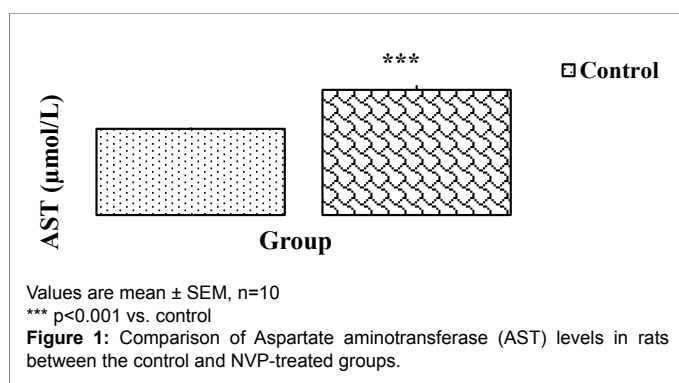 ***
Control
AST (µmol/L)
Group
Values are mean ± SEM, n=10
*** p<0.001 vs. control
Figure 1: Comparison of Aspartate aminotransferase (AST) levels in rats
between the control and NVP-treated groups.